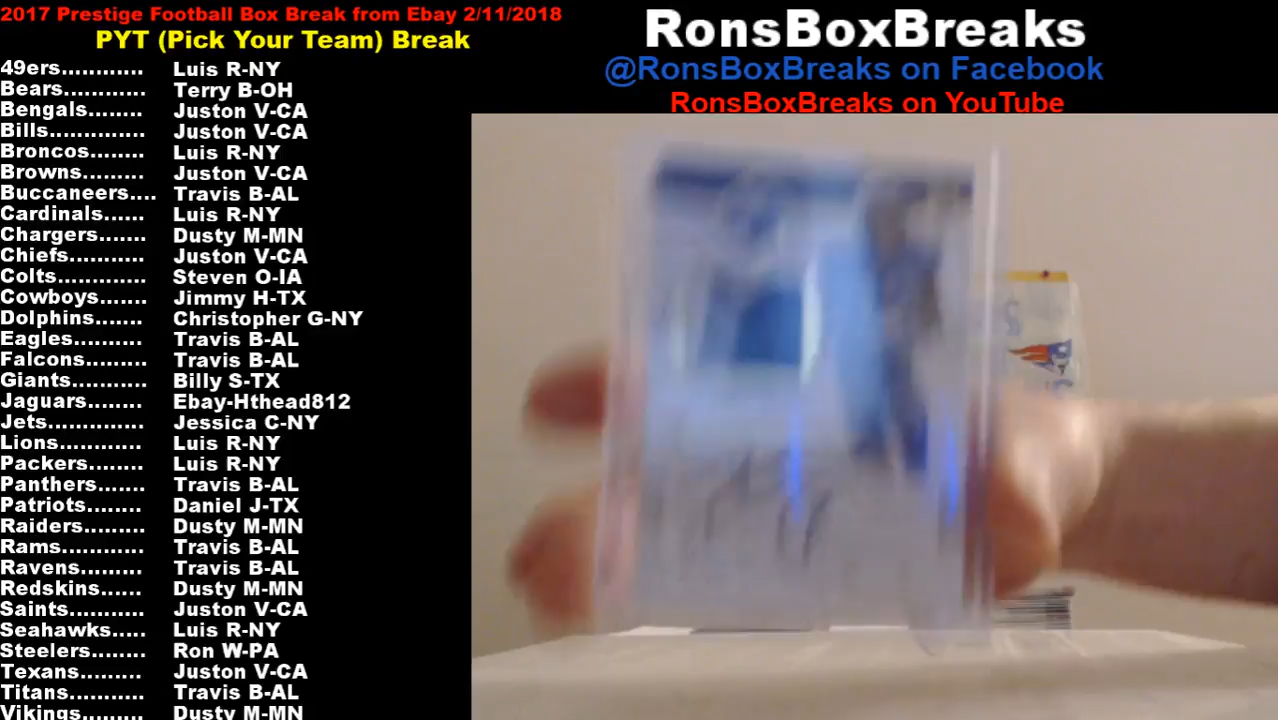 2017 Prestige Football Box Break from Ebay 2/11/2018
PYT (Pick Your Team) Break
49ers............ Luis R-NY
Bears............ Terry B-OH
Bengals........ Juston V-CA
Bills.............. Juston V-CA
Broncos........ Luis R-NY
Browns......... Juston V-CA
Buccaneers.... Travis B-AL
Cardinals...... Luis R-NY
Chargers....... Dusty M-MN
Chiefs........... Juston V-CA
Colts............. Steven O-IA
Cowboys....... Jimmy H-TX
Dolphins....... Christopher G-NY
Eagles.......... Travis B-AL
Falcons......... Travis B-AL
Giants........... Billy S-TX
Jaguars........ Ebay-Hthead812
Jets.............. Jessica C-NY
Lions............ Luis R-NY
Packers........ Luis R-NY
Panthers....... Travis B-AL
Patriots........ Daniel J-TX
Raiders......... Dusty M-MN
Rams............ Travis B-AL
Ravens......... Travis B-AL
Redskins...... Dusty M-MN
Saints........... Juston V-CA
Seahawks..... Luis R-NY
Steelers........ Ron W-PA
Texans......... Juston V-CA
Titans........... Travis B-AL
Vikings......... Dusty M-MN
RonsBoxBreaks
@RonsBoxBreaks on Facebook
RonsBoxBreaks on YouTube